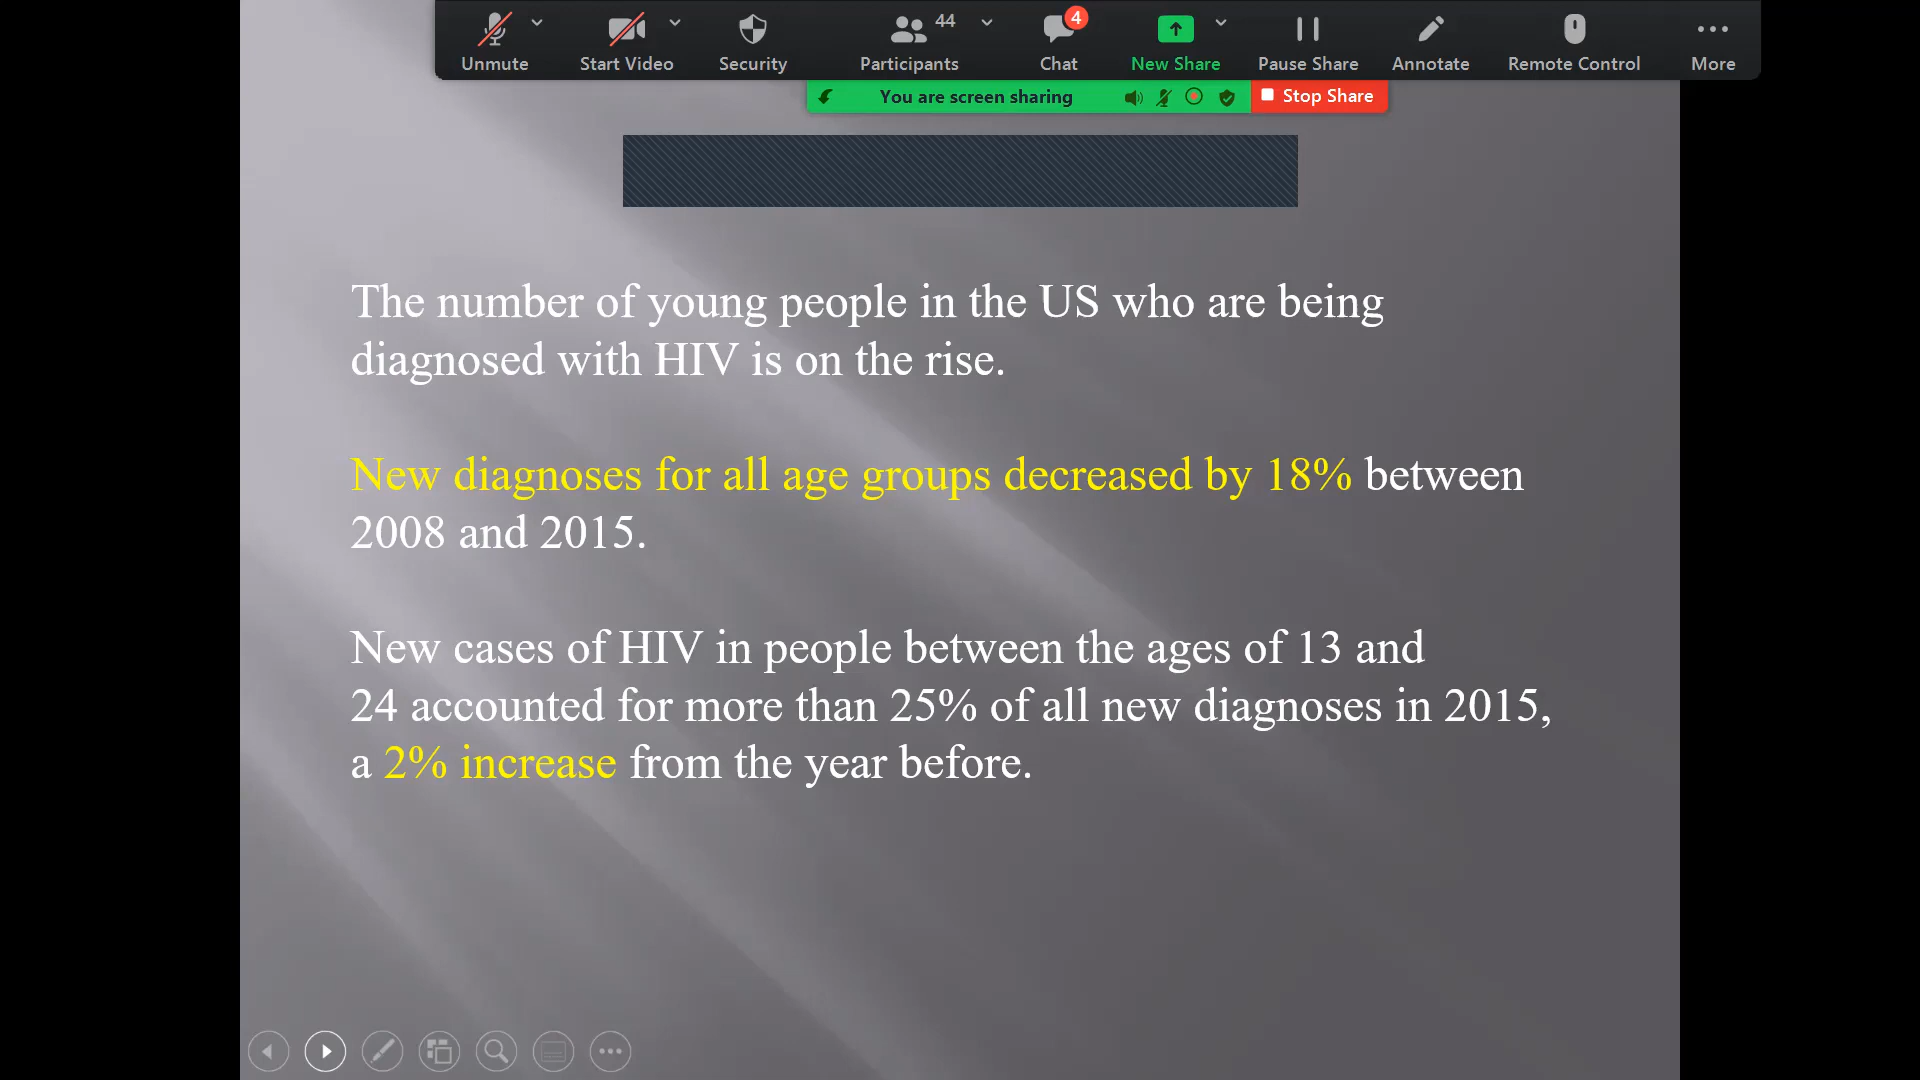 Unmute
Start Video
Security
44
Participants
4
Chat
New Share
Pause Share
Annotate
Remote Control
More
You are screen sharing
Stop Share
The number of young people in the US who are being
diagnosed with HIV is on the rise.
New diagnoses for all age groups decreased by 18% between
2008 and 2015.
New cases of HIV in people between the ages of 13 and
24 accounted for more than 25% of all new diagnoses in 2015,
a 2% increase from the year before.